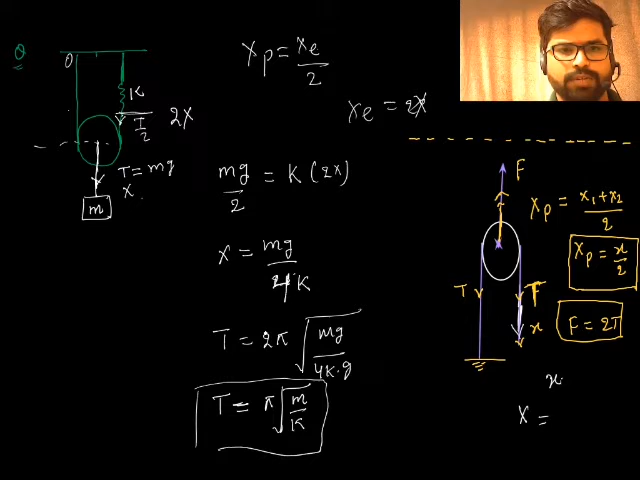 Q
0
K
T/2
2x
T = mg
x
m
Xp = Xe/2
Xe = 2x
mg/2 = K (2x)
x = mg/4K
T = 2π √(mg/4K·g)
T = π √(m/K)
F
Xp = (x₁+x₂)/2
Xp = x/2
T
x
F = 2T
x
X =